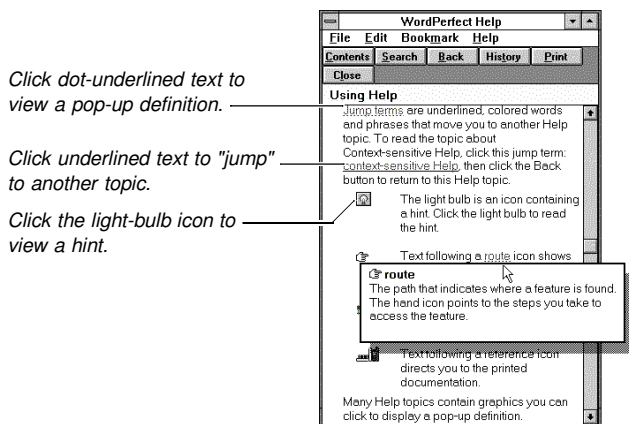 Click dot-underlined text to
view a pop-up definition.
Click underlined text to "jump"
to another topic.
Click the light-bulb icon to
view a hint.
WordPerfect Help
File Edit Bookmark Help
Contents Search Back History Print
Close
Using Help
Jump terms are underlined, colored words
and phrases that move you to another Help
topic. To read the topic about
Context-sensitive Help, click this jump term:
context-sensitive Help, then click the Back
button to return to this Help topic.
The light bulb is an icon containing
a hint. Click the light bulb to read
the hint.
Text following a route icon shows
route
The path that indicates where a feature is found.
The hand icon points to the steps you take to
access the feature.
Text following a reference icon
directs you to the printed
documentation.
Many Help topics contain graphics you can
click to display a pop-up definition.